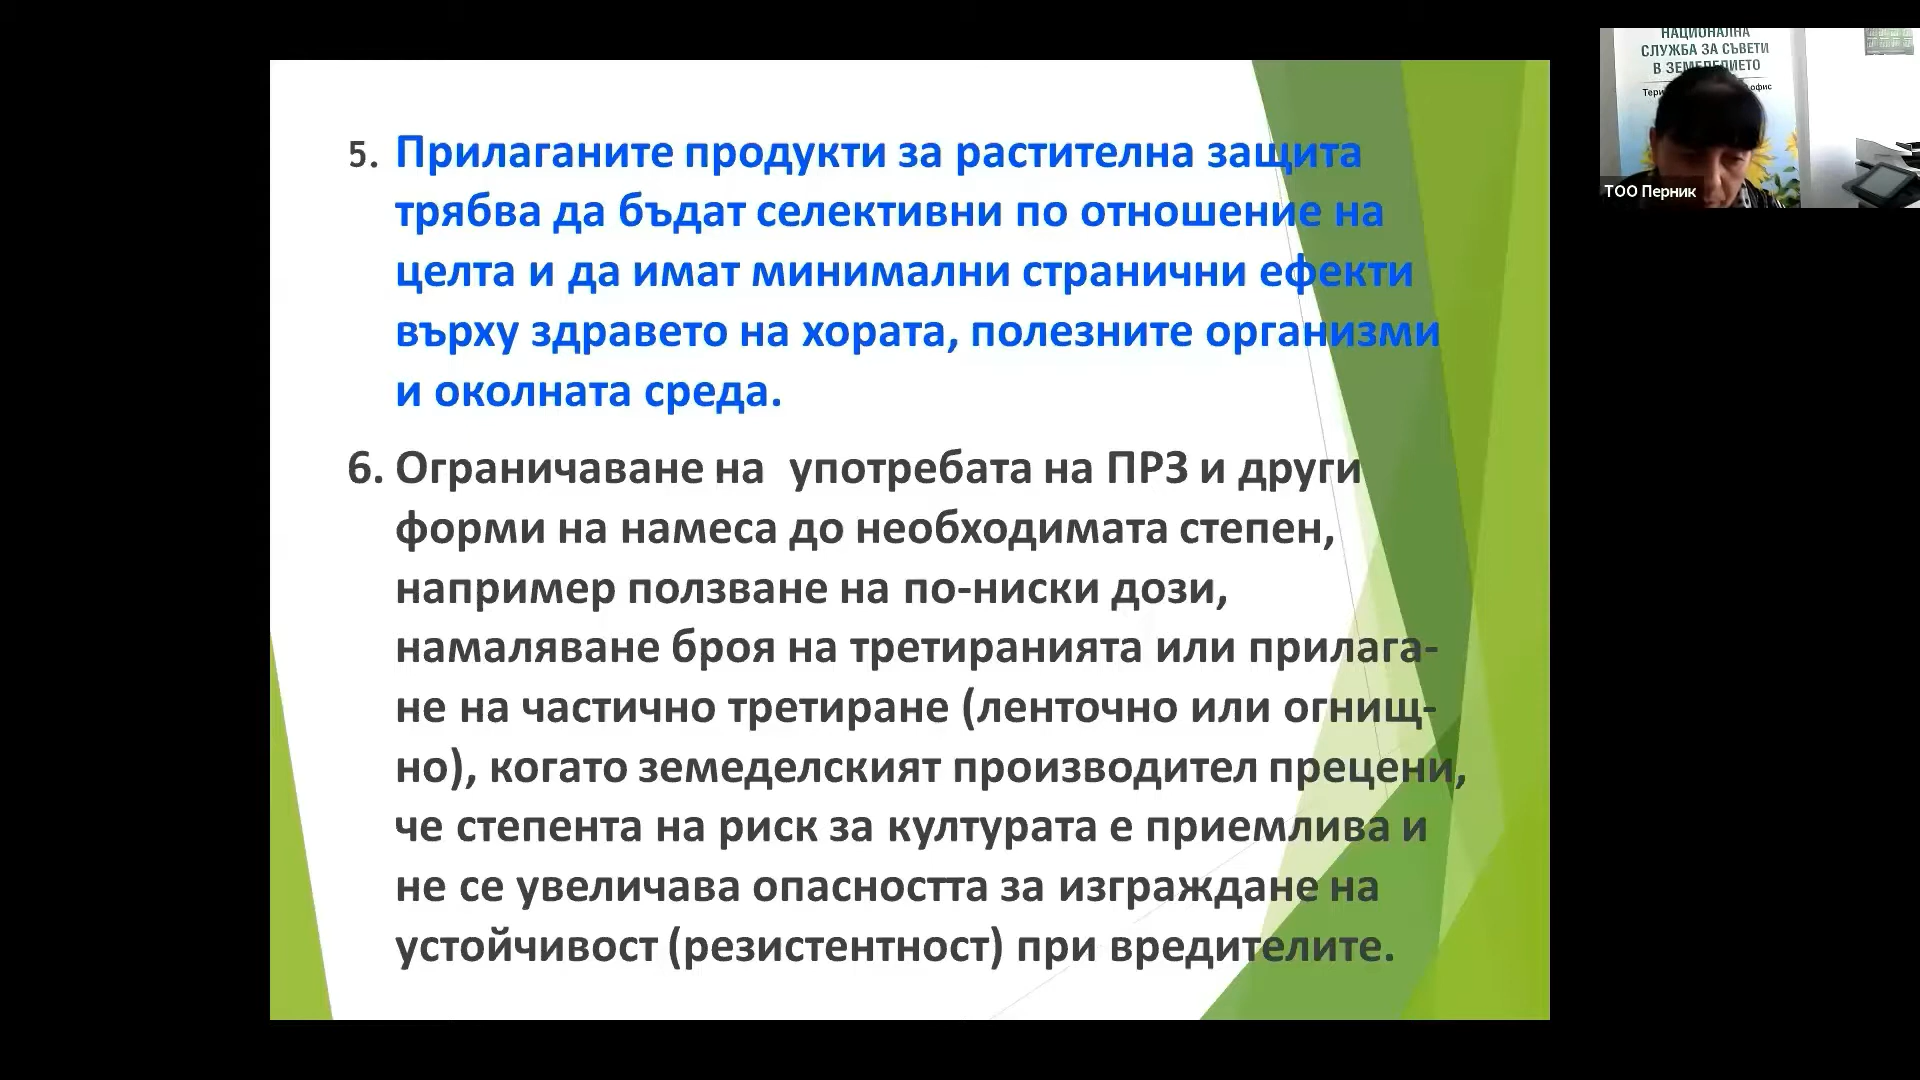 5. Прилаганите продукти за растителна защита
трябва да бъдат селективни по отношение на
целта и да имат минимални странични ефекти
върху здравето на хората, полезните организми
и околната среда.
6. Ограничаване на употребата на ПРЗ и други
форми на намеса до необходимата степен,
например ползване на по-ниски дози,
намаляване броя на третиранията или прилага-
не на частично третиране (ленточно или огнищ-
но), когато земеделският производител прецени,
че степента на риск за културата е приемлива и
не се увеличава опасността за изграждане на
устойчивост (резистентност) при вредителите.
НАЦИОНАЛНА
СЛУЖБА ЗА СЪВЕТИ
В ЗЕМЕДЕЛИЕТО
офис
ТОО Перник